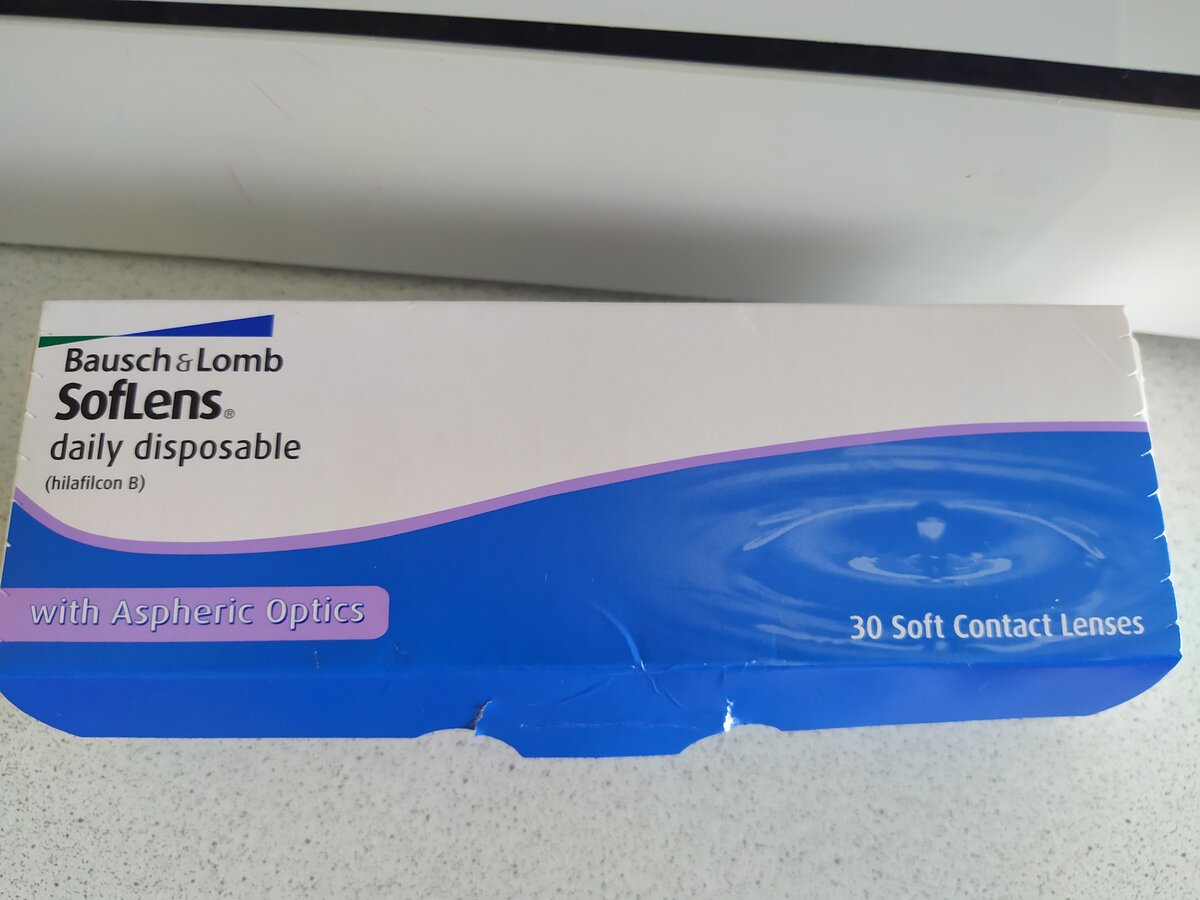 Bausch & Lomb
SofLens®
daily disposable
(hilafilcon B)
with Aspheric Optics
30 Soft Contact Lenses